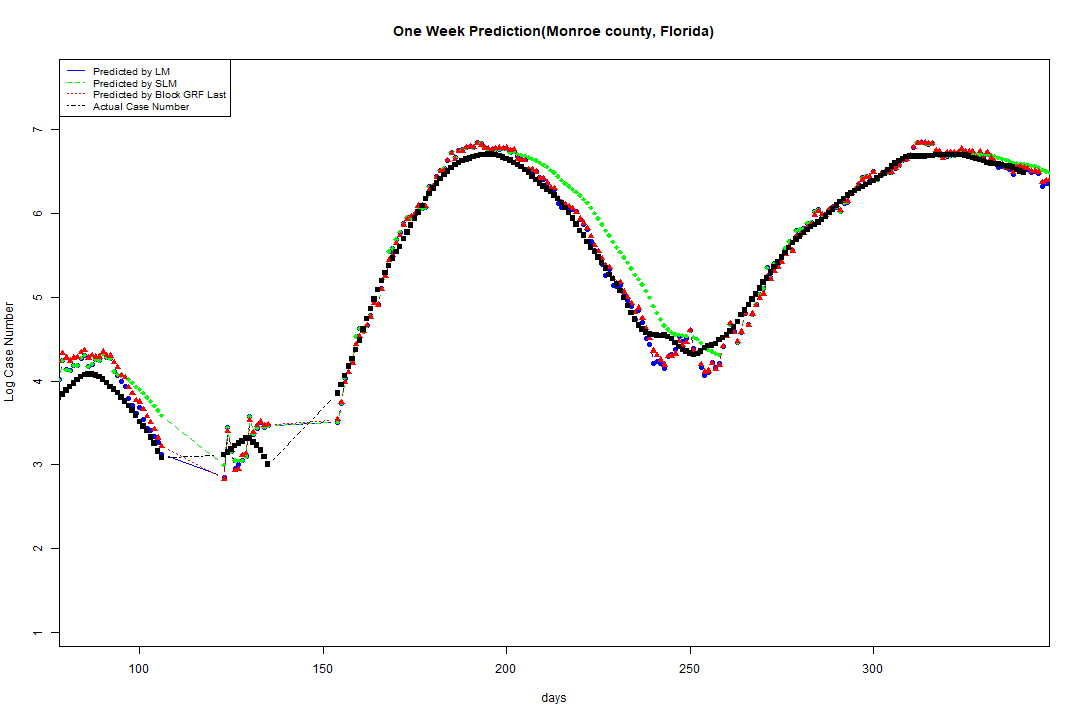 One Week Prediction(Monroe county, Florida)
Predicted by LM
Predicted by SLM
Predicted by Block GRF Last
Actual Case Number
Log Case Number
7
6
5
4
3
2
1
100 150 200 250 300
days